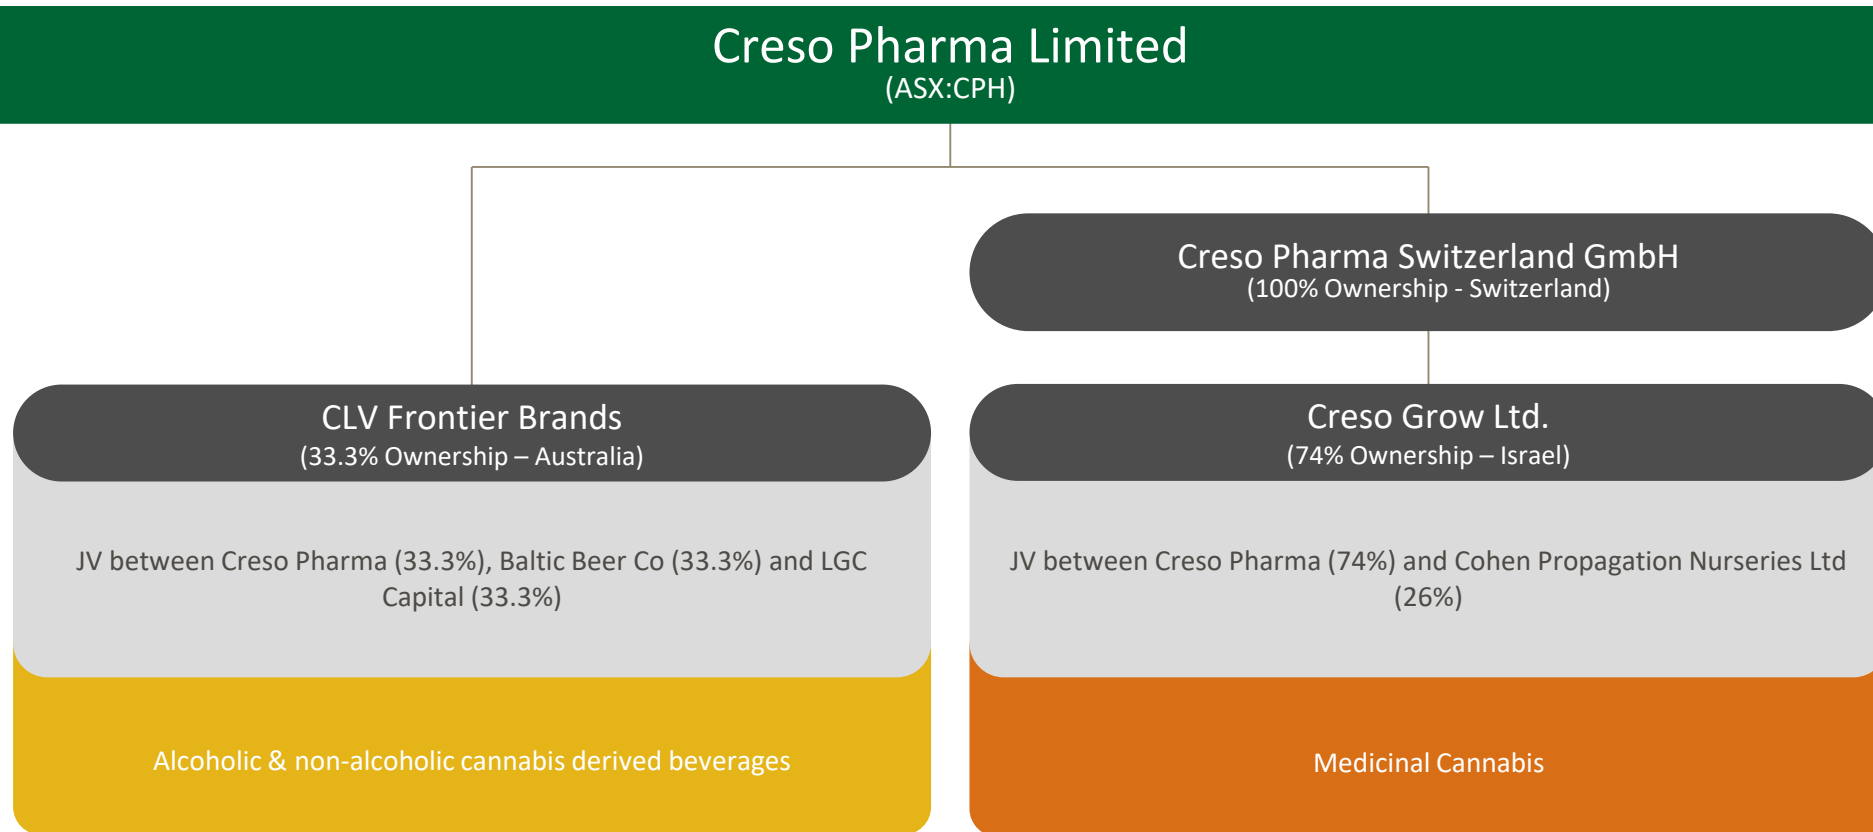 Creso Pharma Limited
(ASX:CPH)
Creso Pharma Switzerland GmbH
(100% Ownership - Switzerland)
CLV Frontier Brands
(33.3% Ownership – Australia)
JV between Creso Pharma (33.3%), Baltic Beer Co (33.3%) and LGC
Capital (33.3%)
Alcoholic & non-alcoholic cannabis derived beverages
Creso Grow Ltd.
(74% Ownership – Israel)
JV between Creso Pharma (74%) and Cohen Propagation Nurseries Ltd
(26%)
Medicinal Cannabis